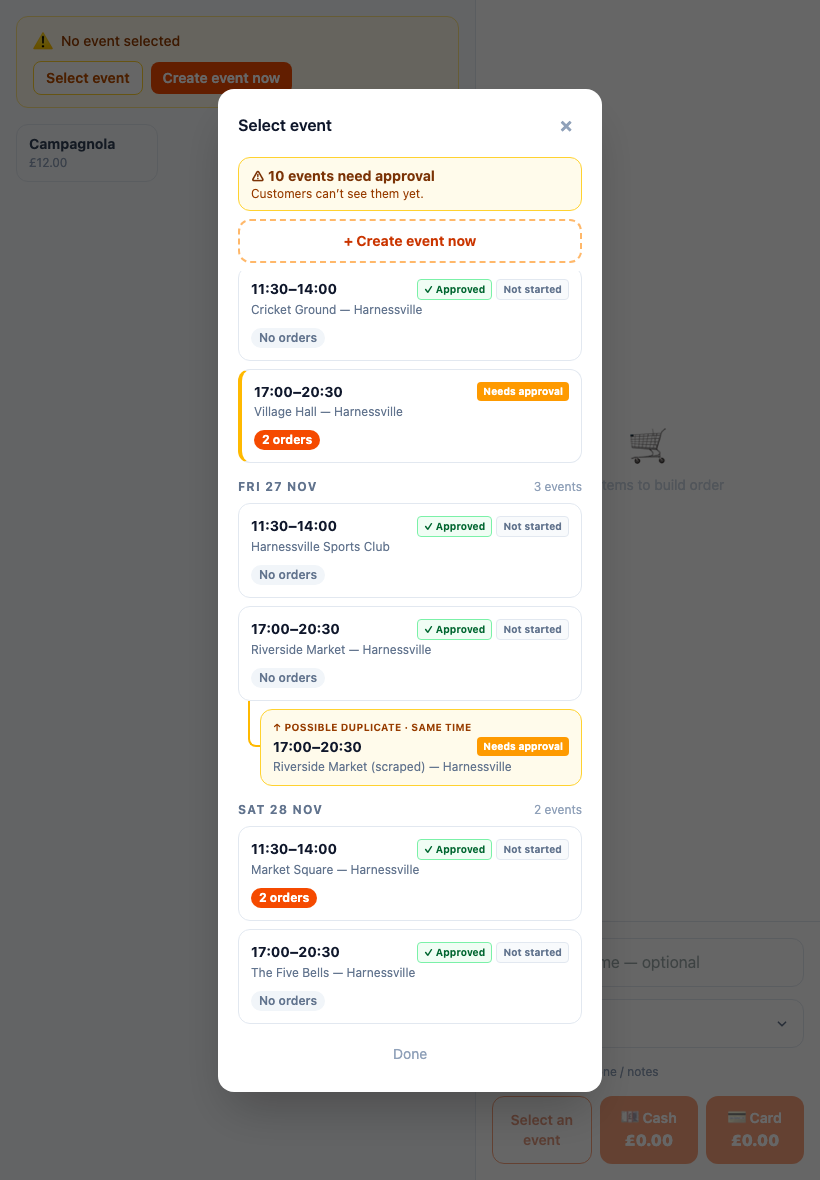 ⚠️ No event selected
Select event
Create event now
Campagnola
£12.00
Select event
×
⚠ 10 events need approval
Customers can’t see them yet.
+ Create event now
11:30–14:00
✓ Approved
Not started
Cricket Ground — Harnessville
No orders
17:00–20:30
Needs approval
Village Hall — Harnessville
2 orders
FRI 27 NOV
3 events
11:30–14:00
✓ Approved
Not started
Harnessville Sports Club
No orders
17:00–20:30
✓ Approved
Not started
Riverside Market — Harnessville
No orders
↑ POSSIBLE DUPLICATE · SAME TIME
17:00–20:30
Needs approval
Riverside Market (scraped) — Harnessville
SAT 28 NOV
2 events
11:30–14:00
✓ Approved
Not started
Market Square — Harnessville
2 orders
17:00–20:30
✓ Approved
Not started
The Five Bells — Harnessville
No orders
Done
to build order
— optional
/ notes
Select an
event
Cash
£0.00
Card
£0.00